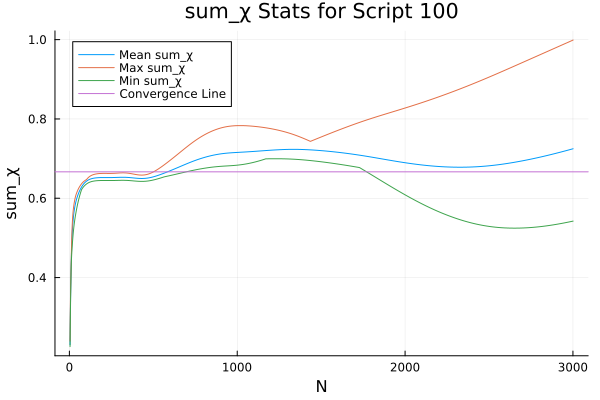 sum_χ Stats for Script 100
Mean sum_χ
Max sum_χ
Min sum_χ
Convergence Line
1.0
0.8
0.6
0.4
sum_χ
0
1000
2000
3000
N